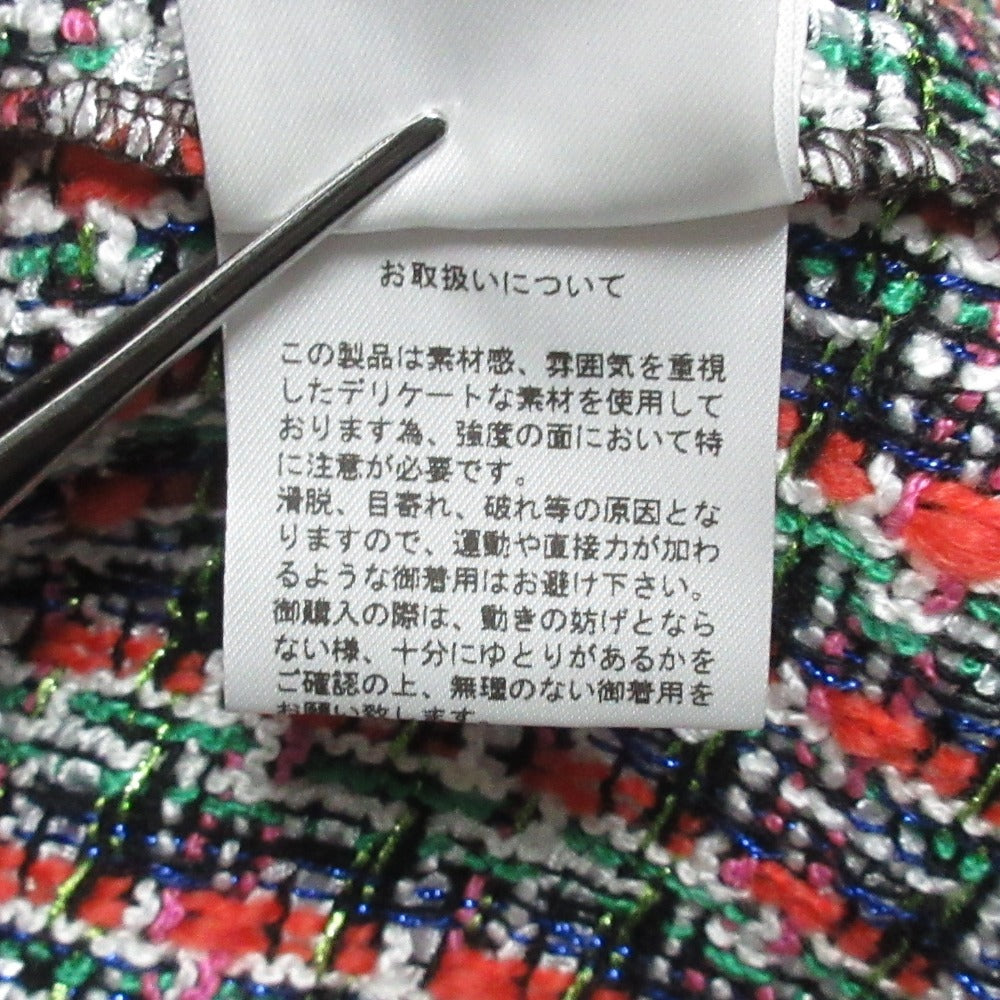 お取扱いについて
この製品は素材感、雰囲気を重視
したデリケートな素材を使用して
おります為、強度の面において特
に注意が必要です。
滑脱、目寄れ、破れ等の原因とな
りますので、運動や直接力が加わ
るような御着用はお避け下さい。
御購入の際は、動きの妨げとなら
ない様、十分にゆとりがあるかを
ご確認の上、無理のない御着用を
お願い致します。